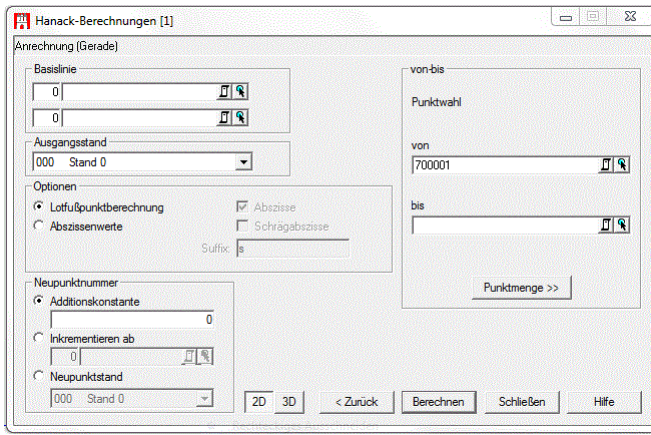 Hanack-Berechnungen [1]
Anrechnung (Gerade)
Basislinie
0
0
Ausgangsstand
000 Stand 0
Optionen
Lotfußpunktberechnung
Abszisse
Abszissenwerte
Schrägabszisse
Suffix: s
Neupunktnummer
Additionskonstante
0
Inkrementieren ab
0
Neupunktstand
000 Stand 0
von-bis
Punktwahl
von
700001
bis
Punktmenge >>
2D 3D < Zurück Berechnen Schließen Hilfe